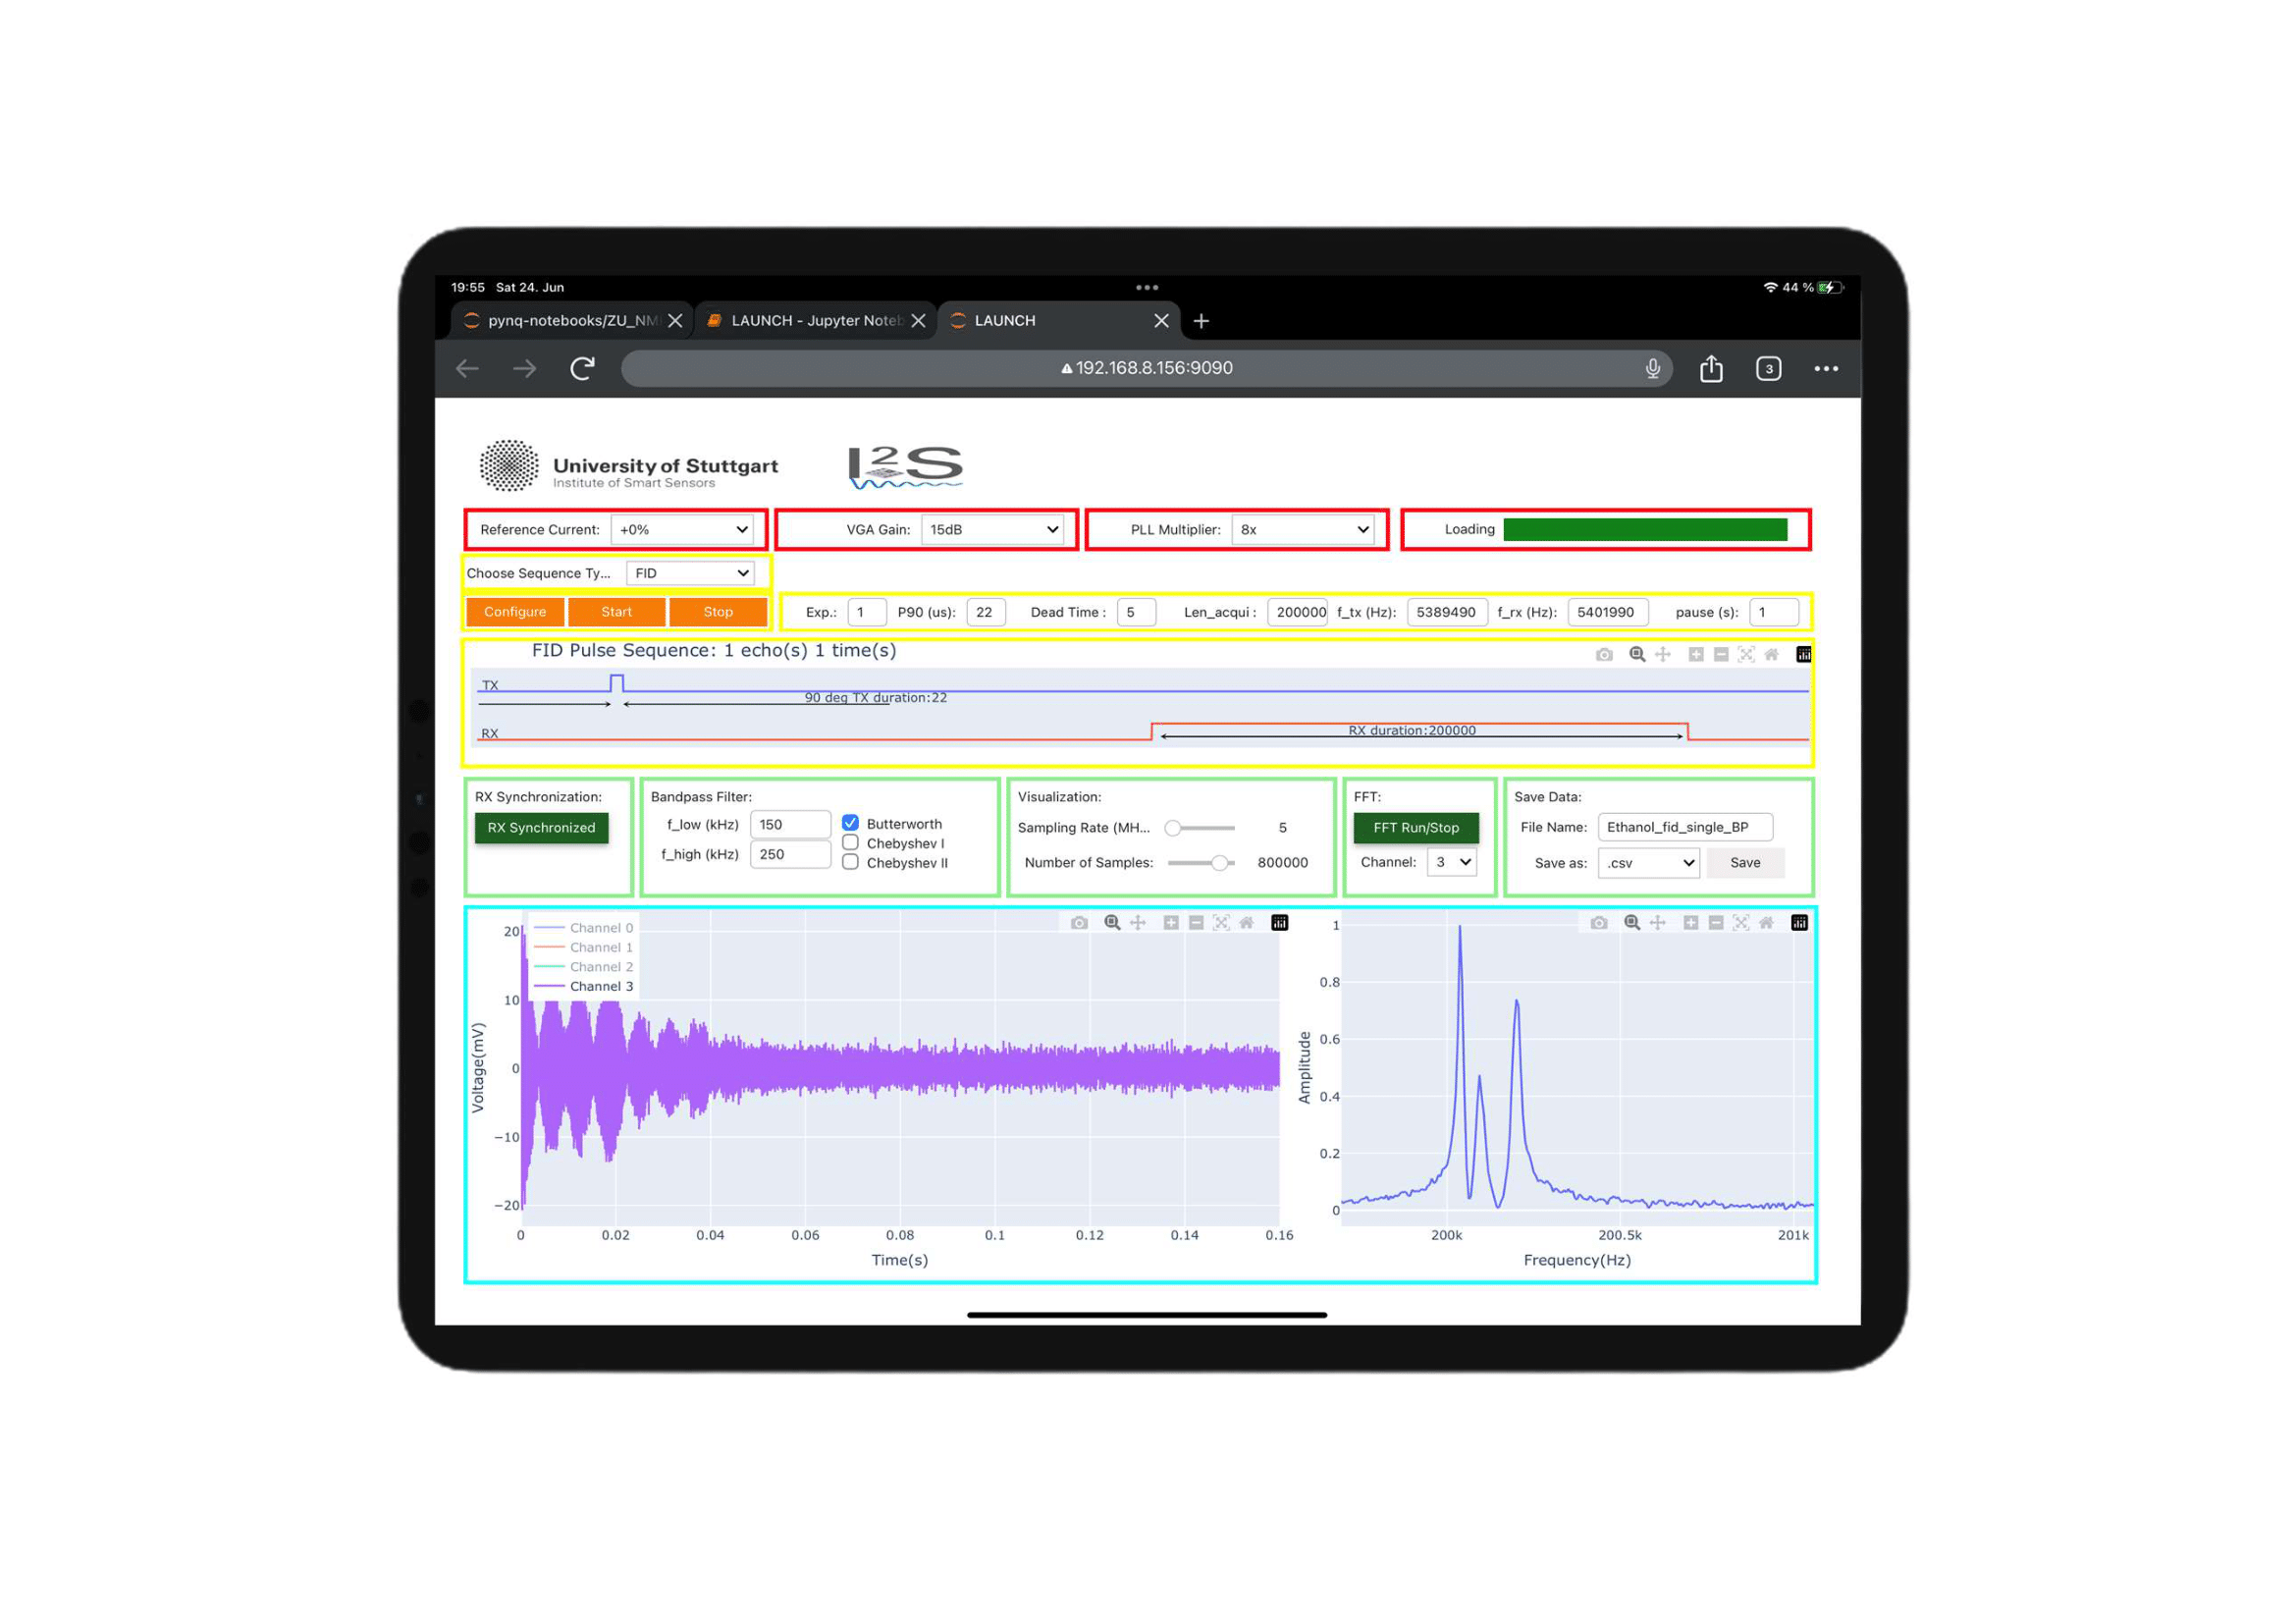 19:55 Sat 24. Jun
44 %
pynq-notebooks/ZU_NM
LAUNCH - Jupyter Noteb
LAUNCH
192.168.8.156:9090
3
University of Stuttgart
Institute of Smart Sensors
I2S
Reference Current: +0%
VGA Gain: 15dB
PLL Multiplier: 8x
Loading
Choose Sequence Ty... FID
Configure Start Stop
Exp.: 1 P90 (us): 22 Dead Time : 5 Len_acqui : 200000 f_tx (Hz): 5389490 f_rx (Hz): 5401990 pause (s): 1
FID Pulse Sequence: 1 echo(s) 1 time(s)
TX
90 deg TX duration:22
RX
RX duration:200000
RX Synchronization:
RX Synchronized
Bandpass Filter:
f_low (kHz) 150
f_high (kHz) 250
Butterworth
Chebyshev I
Chebyshev II
Visualization:
Sampling Rate (MH... 5
Number of Samples: 800000
FFT:
FFT Run/Stop
Channel: 3
Save Data:
File Name: Ethanol_fid_single_BP
Save as: .csv Save
Channel 0
Channel 1
Channel 2
Channel 3
20
10
0
−10
−20
Voltage(mV)
0 0.02 0.04 0.06 0.08 0.1 0.12 0.14 0.16
Time(s)
1
0.8
0.6
0.4
0.2
0
Amplitude
200k 200.5k 201k
Frequency(Hz)